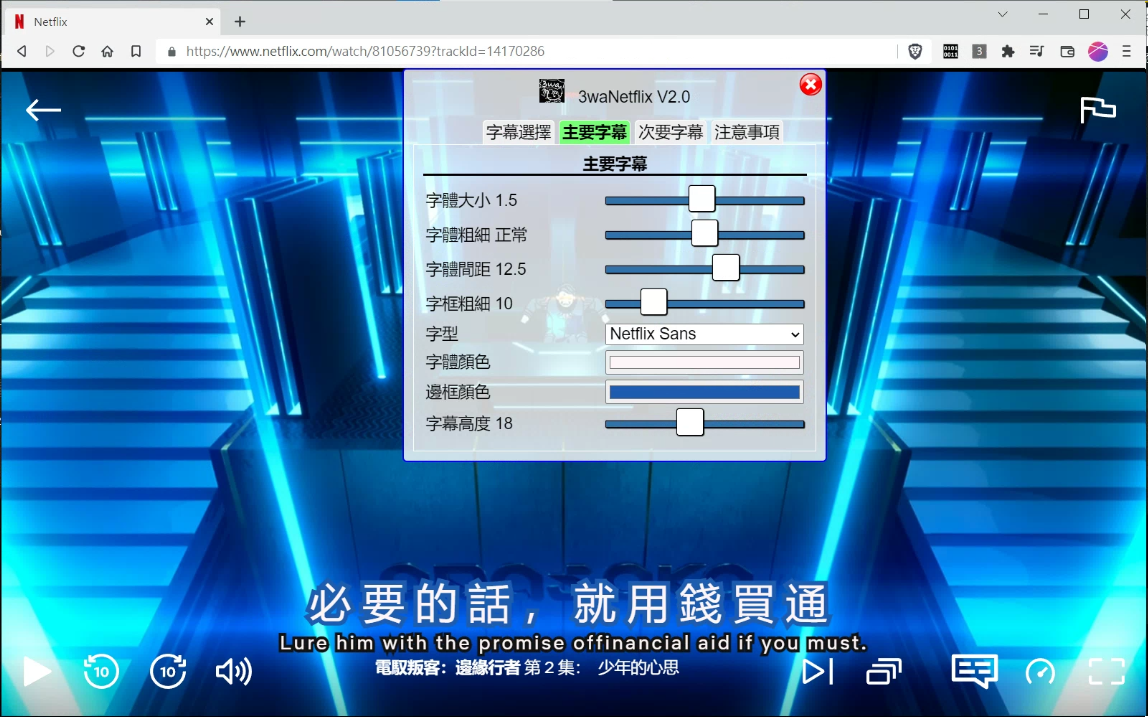 Netflix
https://www.netflix.com/watch/81056739?trackId=14170286
3
3waNetflix V2.0
字幕選擇 主要字幕 次要字幕 注意事項
主要字幕
字體大小 1.5
字體粗細 正常
字體間距 12.5
字框粗細 10
字型 Netflix Sans
字體顏色
邊框顏色
字幕高度 18
必要的話，就用錢買通
Lure him with the promise offinancial aid if you must.
電馭叛客：邊緣行者 第 2 集： 少年的心思
10 10